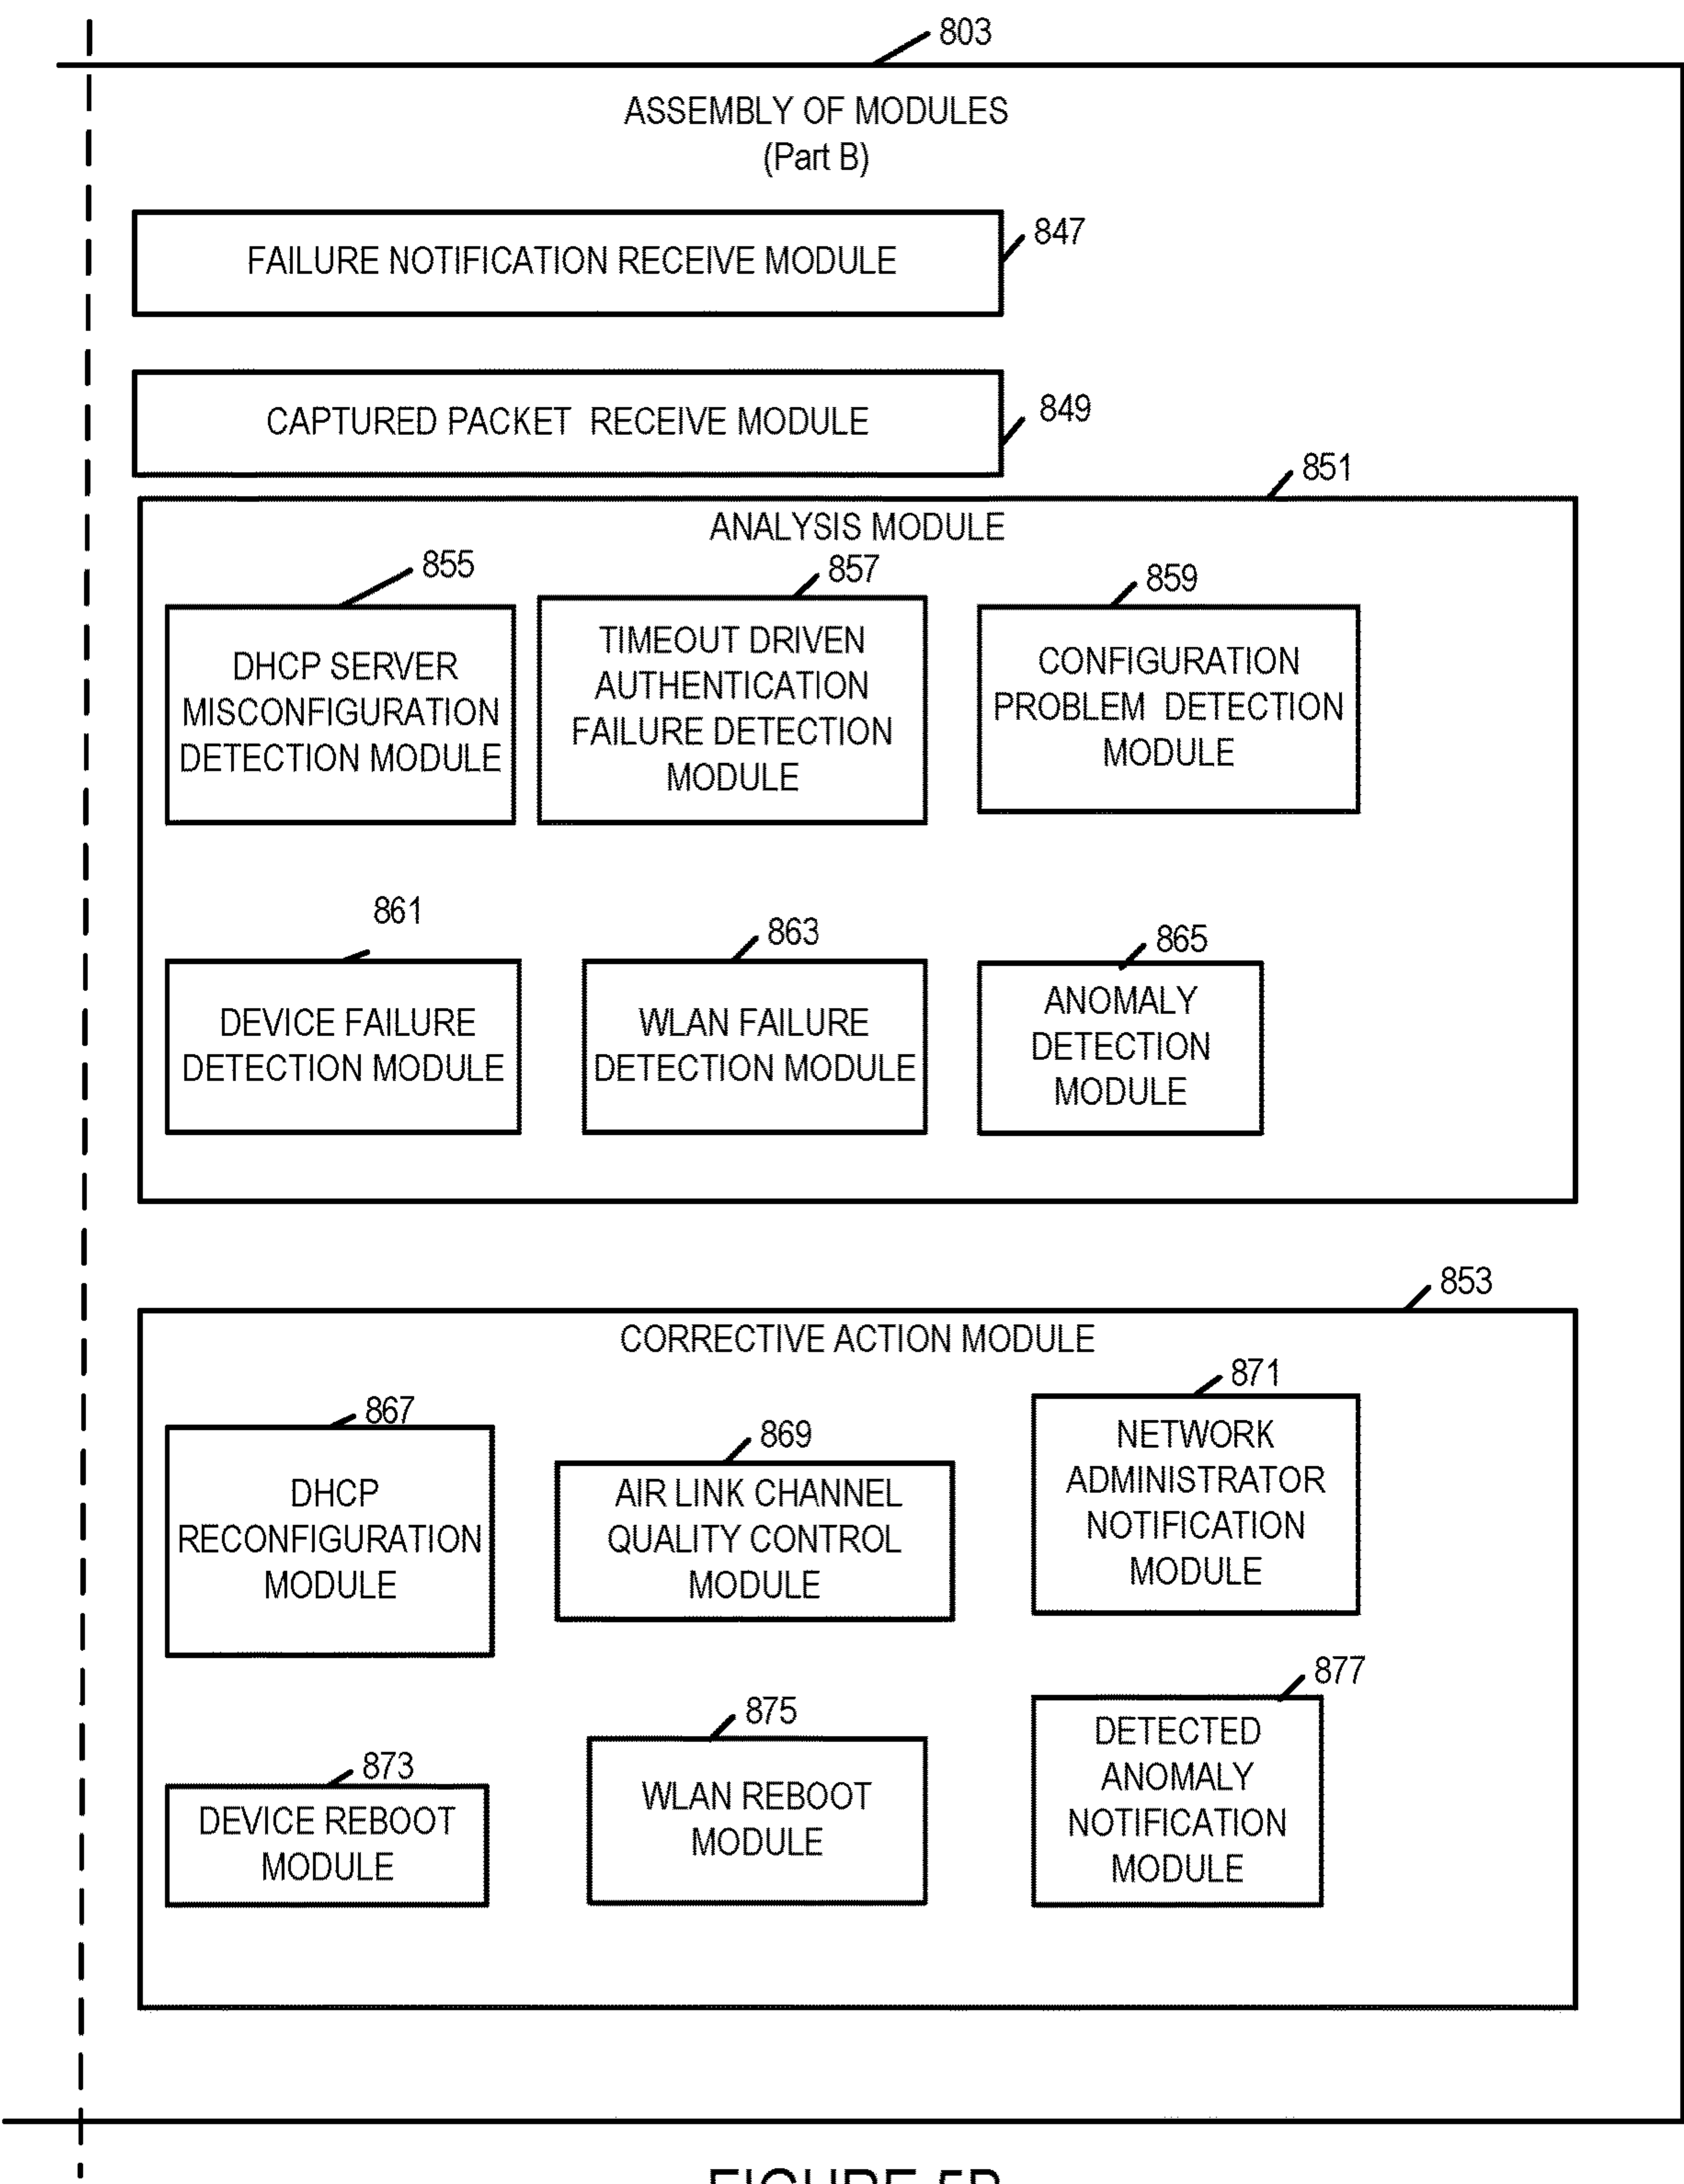 803
ASSEMBLY OF MODULES
(Part B)
847
FAILURE NOTIFICATION RECEIVE MODULE
849
CAPTURED PACKET RECEIVE MODULE
851
ANALYSIS MODULE
855
DHCP SERVER
MISCONFIGURATION
DETECTION MODULE
857
TIMEOUT DRIVEN
AUTHENTICATION
FAILURE DETECTION
MODULE
859
CONFIGURATION
PROBLEM DETECTION
MODULE
861
DEVICE FAILURE
DETECTION MODULE
863
WLAN FAILURE
DETECTION MODULE
865
ANOMALY
DETECTION
MODULE
853
CORRECTIVE ACTION MODULE
867
DHCP
RECONFIGURATION
MODULE
869
AIR LINK CHANNEL
QUALITY CONTROL
MODULE
871
NETWORK
ADMINISTRATOR
NOTIFICATION
MODULE
873
DEVICE REBOOT
MODULE
875
WLAN REBOOT
MODULE
877
DETECTED
ANOMALY
NOTIFICATION
MODULE
FIGURE 5B